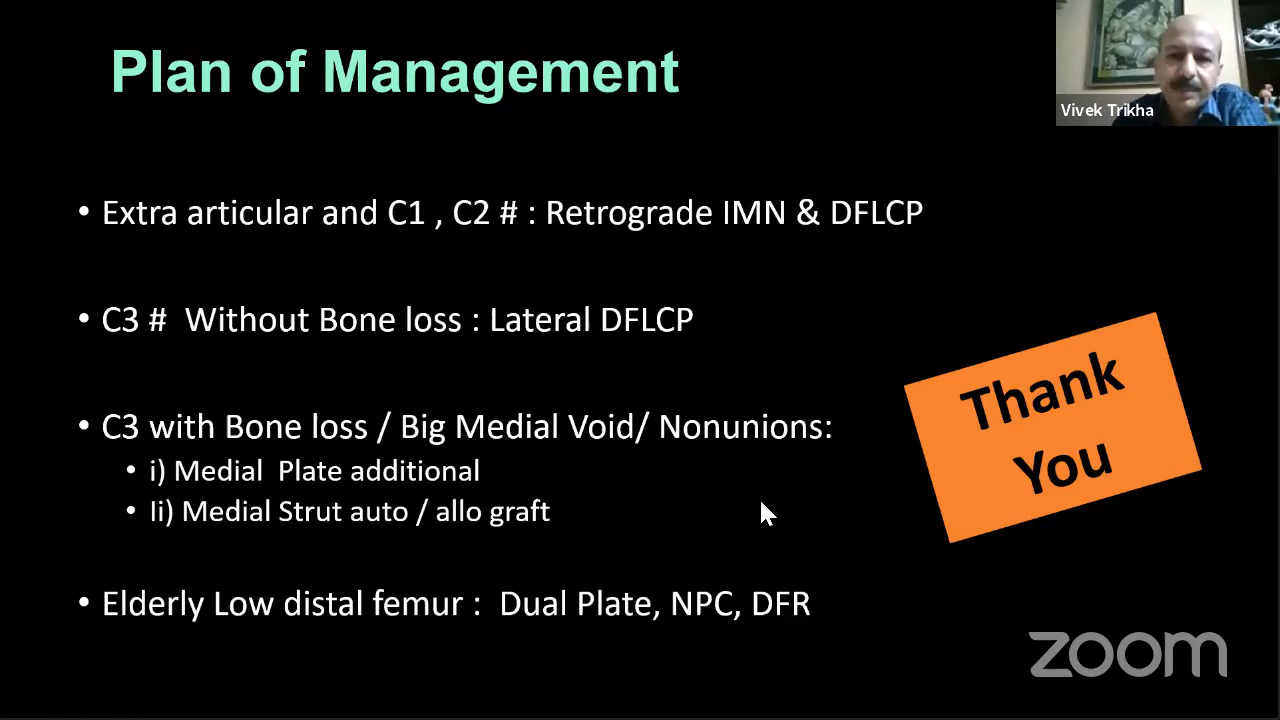 Plan of Management
Vivek Trikha
• Extra articular and C1 , C2 # : Retrograde IMN & DFLCP
• C3 # Without Bone loss : Lateral DFLCP
• C3 with Bone loss / Big Medial Void/ Nonunions:
• i) Medial Plate additional
• Ii) Medial Strut auto / allo graft
Thank
You
• Elderly Low distal femur : Dual Plate, NPC, DFR
zoom